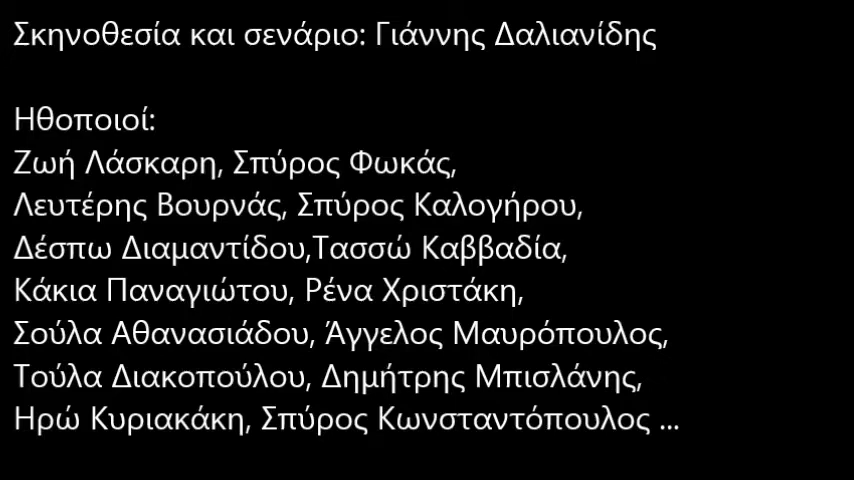 Σκηνοθεσία και σενάριο: Γιάννης Δαλιανίδης
Ηθοποιοί:
Ζωή Λάσκαρη, Σπύρος Φωκάς,
Λευτέρης Βουρνάς, Σπύρος Καλογήρου,
Δέσπω Διαμαντίδου,Τασσώ Καββαδία,
Κάκια Παναγιώτου, Ρένα Χριστάκη,
Σούλα Αθανασιάδου, Άγγελος Μαυρόπουλος,
Τούλα Διακοπούλου, Δημήτρης Μπισλάνης,
Ηρώ Κυριακάκη, Σπύρος Κωνσταντόπουλος ...